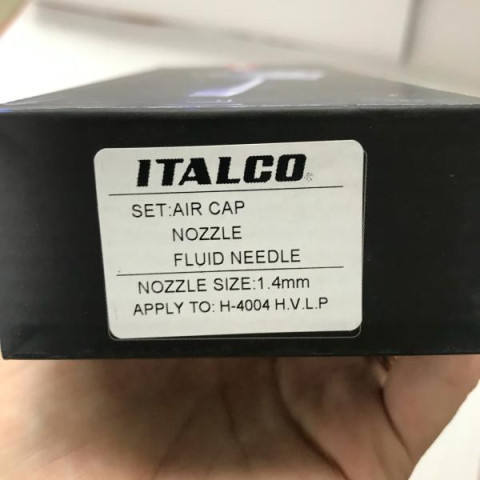 ITALCO
SET:AIR CAP
NOZZLE
FLUID NEEDLE
NOZZLE SIZE:1.4mm
APPLY TO: H-4004 H.V.L.P